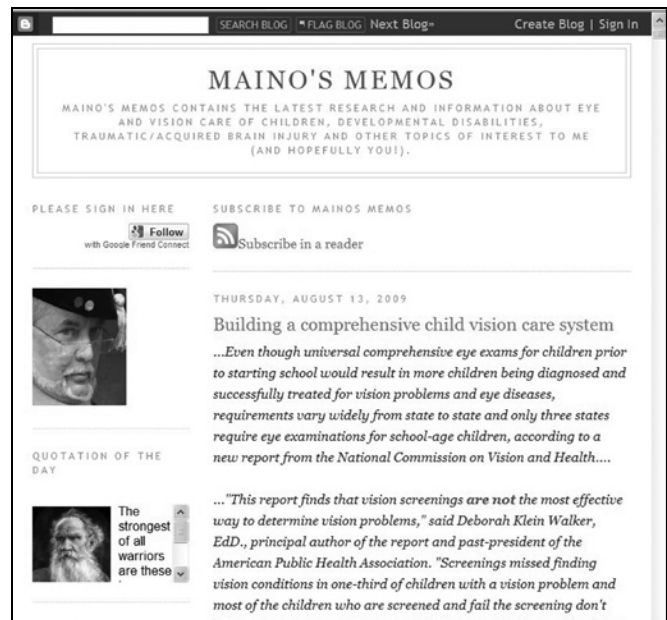 SEARCH BLOG FLAG BLOG Next Blog» Create Blog | Sign In
MAINO'S MEMOS
MAINO'S MEMOS CONTAINS THE LATEST RESEARCH AND INFORMATION ABOUT EYE
AND VISION CARE OF CHILDREN, DEVELOPMENTAL DISABILITIES,
TRAUMATIC/ACQUIRED BRAIN INJURY AND OTHER TOPICS OF INTEREST TO ME
(AND HOPEFULLY YOU!).
PLEASE SIGN IN HERE
Follow
with Google Friend Connect
QUOTATION OF THE
DAY
The
strongest
of all
warriors
are these
SUBSCRIBE TO MAINOS MEMOS
Subscribe in a reader
THURSDAY, AUGUST 13, 2009
Building a comprehensive child vision care system
...Even though universal comprehensive eye exams for children prior
to starting school would result in more children being diagnosed and
successfully treated for vision problems and eye diseases,
requirements vary widely from state to state and only three states
require eye examinations for school-age children, according to a
new report from the National Commission on Vision and Health....
..."This report finds that vision screenings are not the most effective
way to determine vision problems," said Deborah Klein Walker,
EdD., principal author of the report and past-president of the
American Public Health Association. "Screenings missed finding
vision conditions in one-third of children with a vision problem and
most of the children who are screened and fail the screening don't